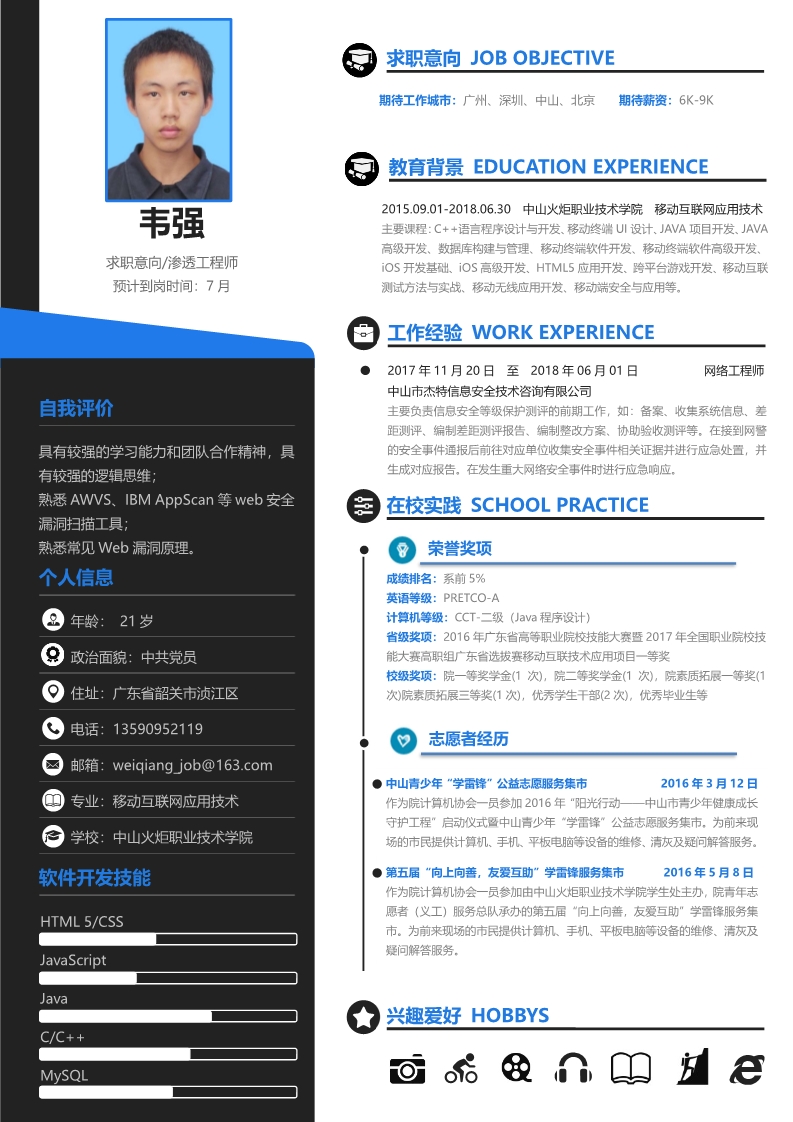 韦强
求职意向/渗透工程师
预计到岗时间：7 月
自我评价
具有较强的学习能力和团队合作精神，具
有较强的逻辑思维；
熟悉 AWVS、IBM AppScan 等 web 安全
漏洞扫描工具；
熟悉常见 Web 漏洞原理。
个人信息
年龄： 21 岁
政治面貌：中共党员
住址：广东省韶关市浈江区
电话：13590952119
邮箱：weiqiang_job@163.com
专业：移动互联网应用技术
学校：中山火炬职业技术学院
软件开发技能
HTML 5/CSS
JavaScript
Java
C/C++
MySQL
求职意向 JOB OBJECTIVE
期待工作城市：广州、深圳、中山、北京 期待薪资：6K-9K
教育背景 EDUCATION EXPERIENCE
2015.09.01-2018.06.30 中山火炬职业技术学院 移动互联网应用技术
主要课程：C++语言程序设计与开发、移动终端 UI 设计、JAVA 项目开发、JAVA
高级开发、数据库构建与管理、移动终端软件开发、移动终端软件高级开发、
iOS 开发基础、iOS 高级开发、HTML5 应用开发、跨平台游戏开发、移动互联
测试方法与实战、移动无线应用开发、移动端安全与应用等。
工作经验 WORK EXPERIENCE
2017 年 11 月 20 日 至 2018 年 06 月 01 日 网络工程师
中山市杰特信息安全技术咨询有限公司
主要负责信息安全等级保护测评的前期工作，如：备案、收集系统信息、差
距测评、编制差距测评报告、编制整改方案、协助验收测评等。在接到网警
的安全事件通报后前往对应单位收集安全事件相关证据并进行应急处置，并
生成对应报告。在发生重大网络安全事件时进行应急响应。
在校实践 SCHOOL PRACTICE
荣誉奖项
成绩排名：系前 5%
英语等级：PRETCO-A
计算机等级：CCT-二级（Java 程序设计）
省级奖项：2016 年广东省高等职业院校技能大赛暨 2017 年全国职业院校技
能大赛高职组广东省选拔赛移动互联技术应用项目一等奖
校级奖项：院一等奖学金(1 次)，院二等奖学金(1 次)，院素质拓展一等奖(1
次)院素质拓展三等奖(1 次)，优秀学生干部(2 次)，优秀毕业生等
志愿者经历
中山青少年“学雷锋”公益志愿服务集市 2016 年 3 月 12 日
作为院计算机协会一员参加 2016 年“阳光行动——中山市青少年健康成长
守护工程”启动仪式暨中山青少年“学雷锋”公益志愿服务集市。为前来现
场的市民提供计算机、手机、平板电脑等设备的维修、清灰及疑问解答服务。
第五届“向上向善，友爱互助”学雷锋服务集市 2016 年 5 月 8 日
作为院计算机协会一员参加由中山火炬职业技术学院学生处主办，院青年志
愿者（义工）服务总队承办的第五届“向上向善，友爱互助”学雷锋服务集
市。为前来现场的市民提供计算机、手机、平板电脑等设备的维修、清灰及
疑问解答服务。
兴趣爱好 HOBBYS